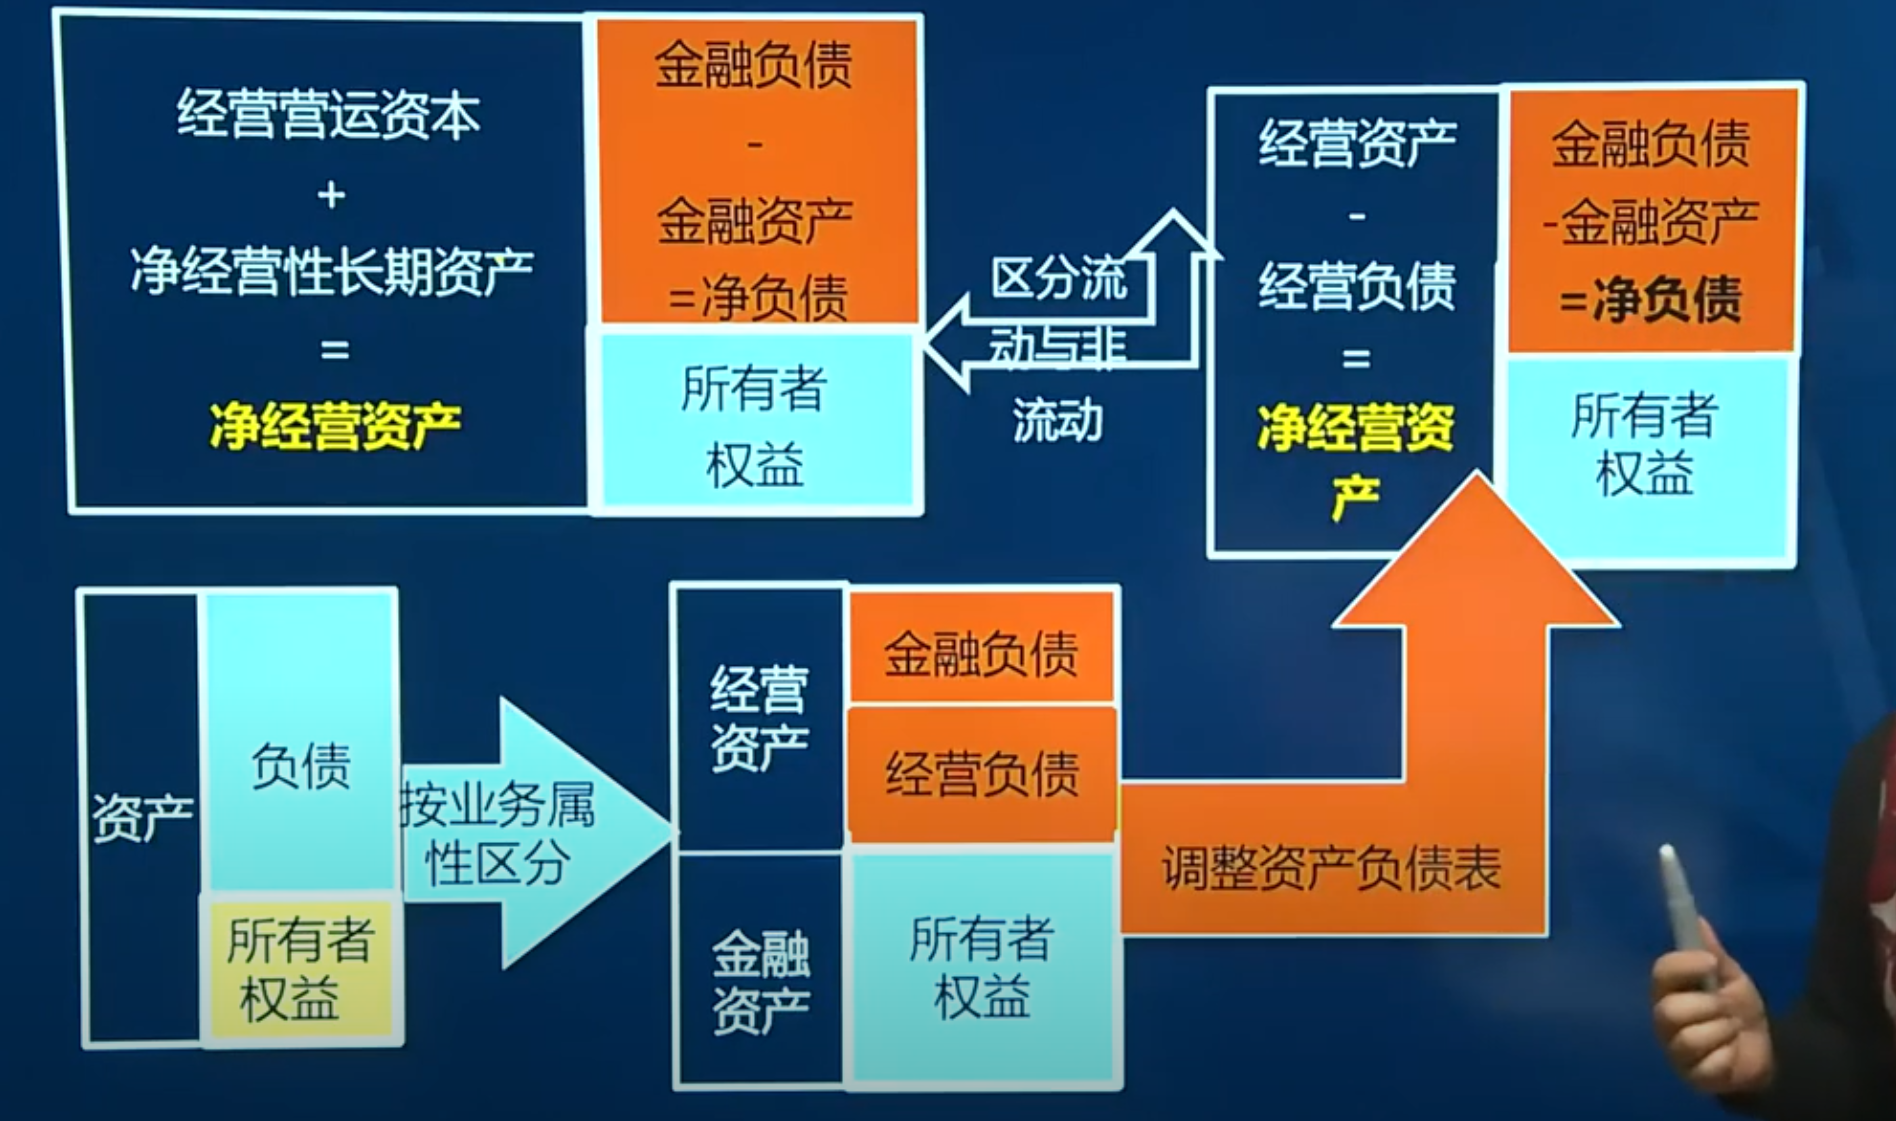 经营营运资本
+
净经营性长期资产
=
净经营资产
金融负债
-
金融资产
=净负债
所有者
权益
区分流
动与非
流动
经营资产
-
经营负债
=
净经营资
产
金融负债
-金融资产
=净负债
所有者
权益
资产
负债
所有者
权益
按业务属
性区分
经营
资产
金融
资产
金融负债
经营负债
所有者
权益
调整资产负债表